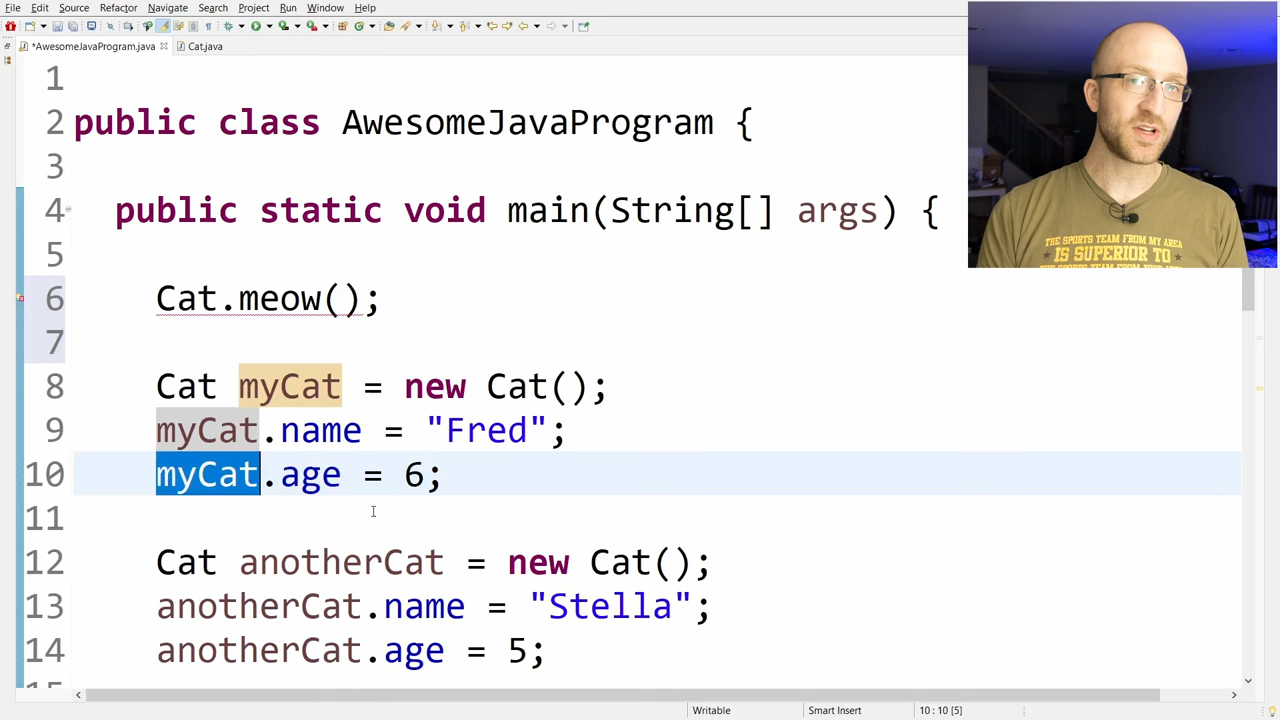 File Edit Source Refactor Navigate Search Project Run Window Help
*AwesomeJavaProgram.java Cat.java
1
2 public class AwesomeJavaProgram {
3
4 public static void main(String[] args) {
5
6 Cat.meow();
7
8 Cat myCat = new Cat();
9 myCat.name = "Fred";
10 myCat.age = 6;
11
12 Cat anotherCat = new Cat();
13 anotherCat.name = "Stella";
14 anotherCat.age = 5;
THE SPORTS TEAM FROM MY AREA
IS SUPERIOR TO
Writable Smart Insert 10 : 10 [5]